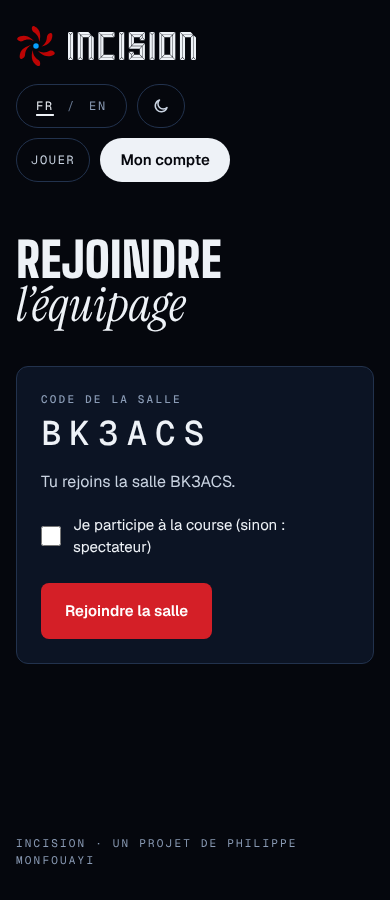 INCISION
FR / EN
JOUER
Mon compte
REJOINDRE
l'équipage
CODE DE LA SALLE
BK3ACS
Tu rejoins la salle BK3ACS.
Je participe à la course (sinon :
spectateur)
Rejoindre la salle
INCISION · UN PROJET DE PHILIPPE
MONFOUAYI